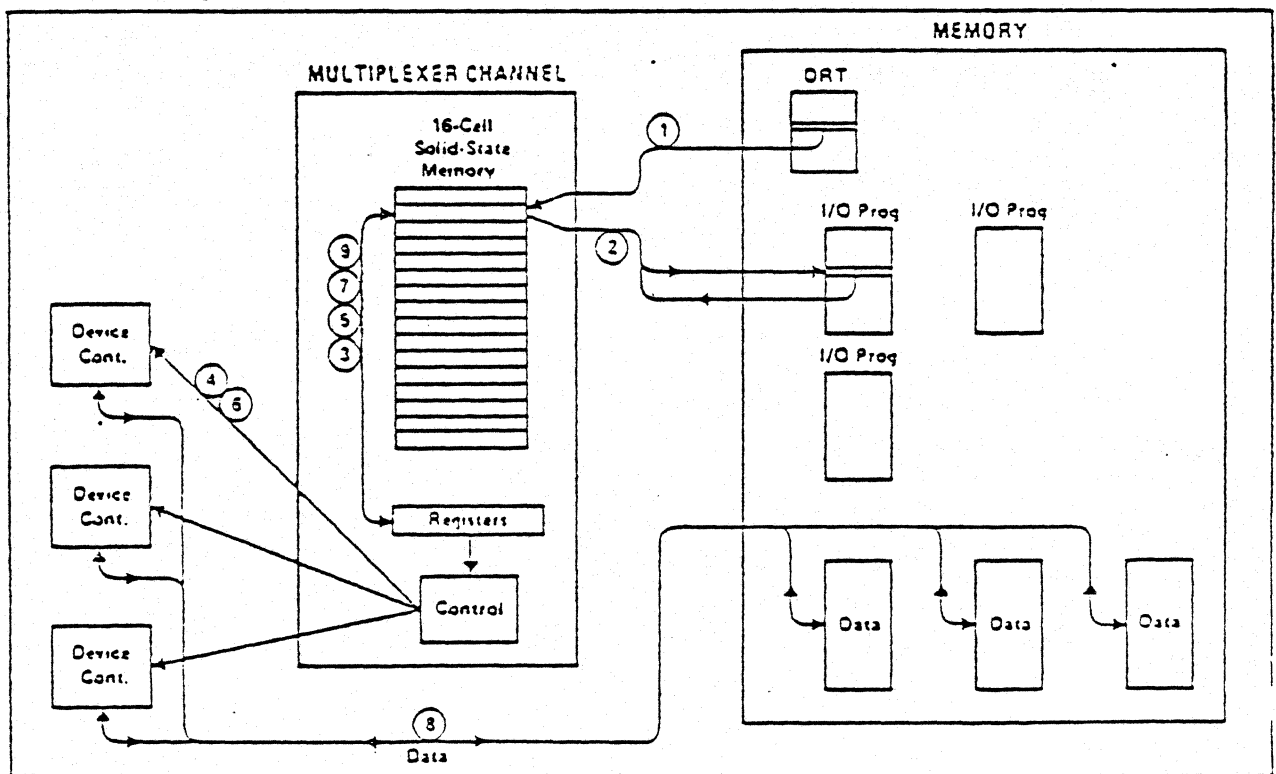 MEMORY
MULTIPLEXER CHANNEL
DRT
16-Cell
Solid-State
Memory
1
I/O Prog
I/O Prog
2
9
7
5
3
Device
Cont.
I/O Prog
4
6
Device
Cont.
Registers
Control
Data
Data
Data
Device
Cont.
8
Data